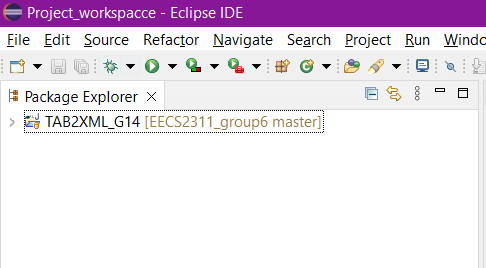 Project_workspacce - Eclipse IDE
File Edit Source Refactor Navigate Search Project Run Windo
Package Explorer
TAB2XML_G14 [EECS2311_group6 master]